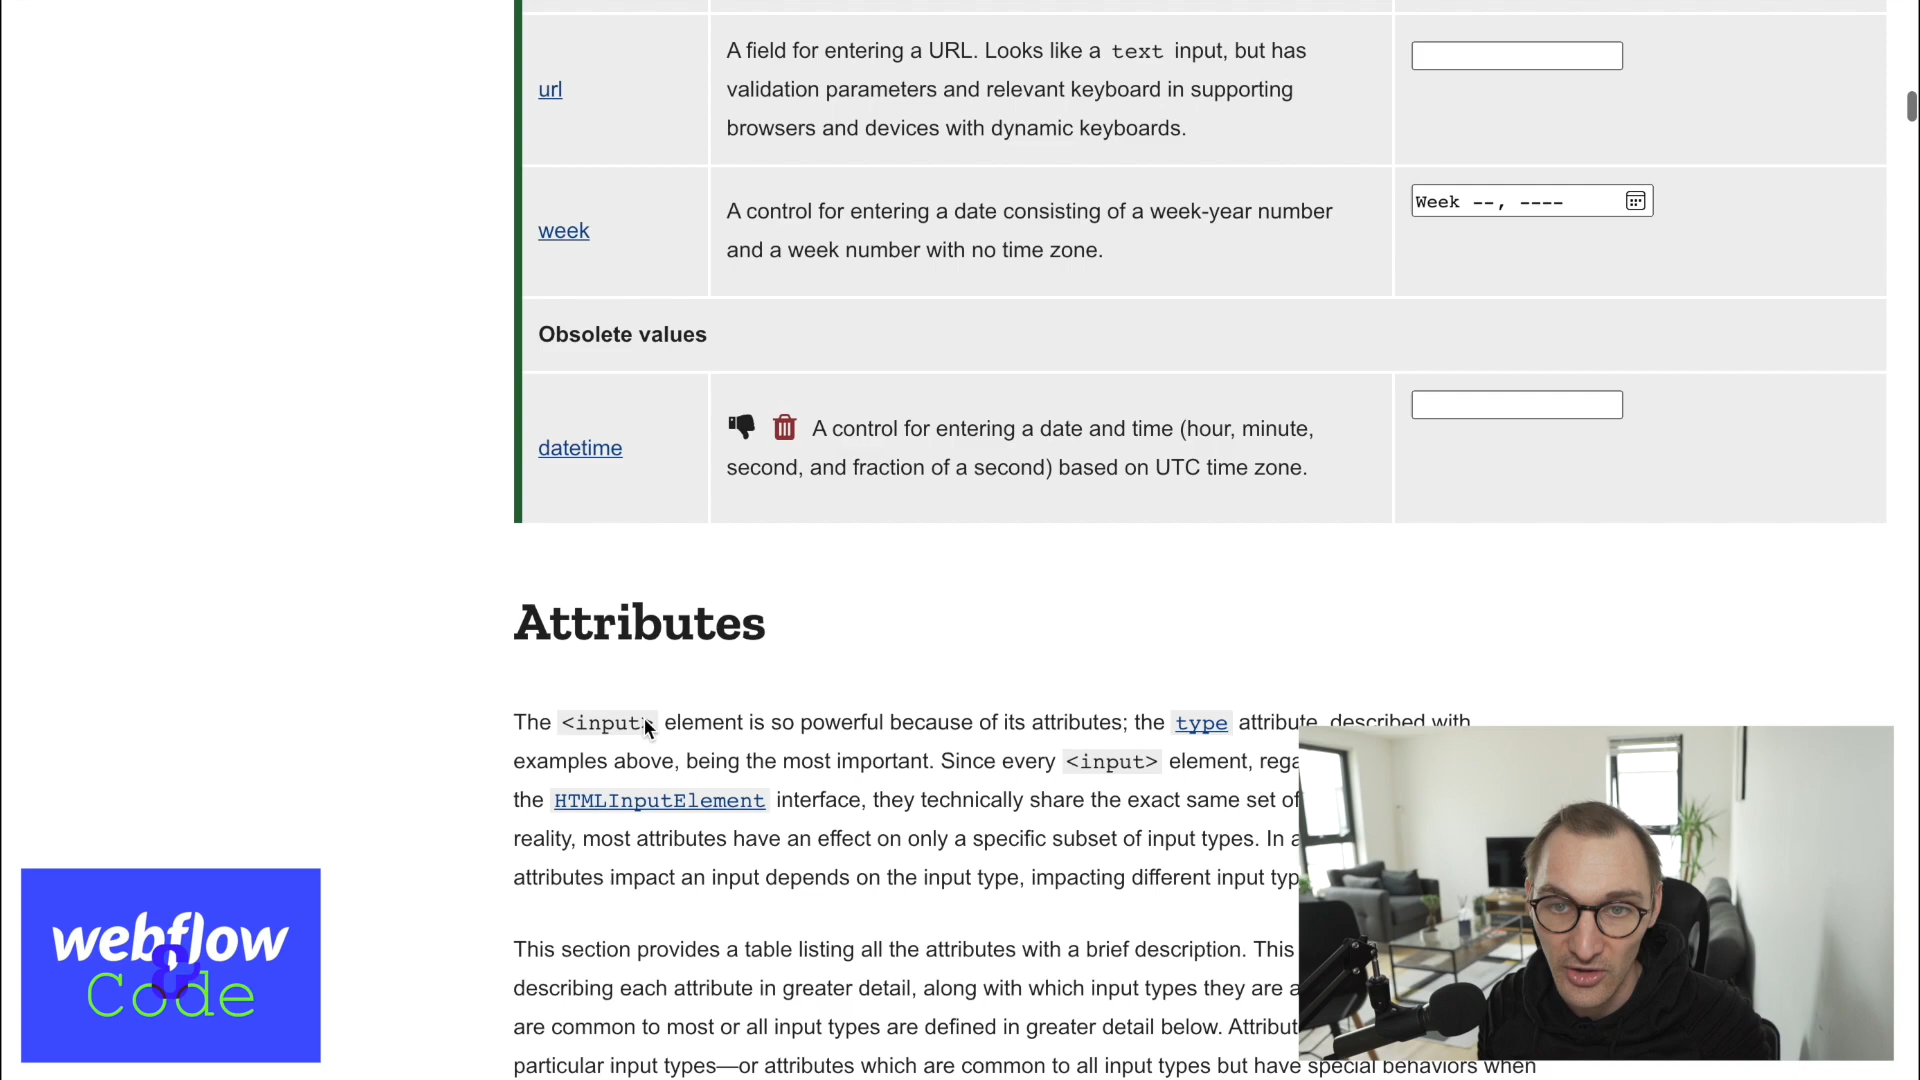 url
A field for entering a URL. Looks like a text input, but has
validation parameters and relevant keyboard in supporting
browsers and devices with dynamic keyboards.
week
A control for entering a date consisting of a week-year number
and a week number with no time zone.
Week --, ----
Obsolete values
datetime
A control for entering a date and time (hour, minute,
second, and fraction of a second) based on UTC time zone.
Attributes
The <input> element is so powerful because of its attributes; the type attribute, described with
examples above, being the most important. Since every <input> element, rega
the HTMLInputElement interface, they technically share the exact same set of
reality, most attributes have an effect on only a specific subset of input types. In a
attributes impact an input depends on the input type, impacting different input typ
This section provides a table listing all the attributes with a brief description. This
describing each attribute in greater detail, along with which input types they are a
are common to most or all input types are defined in greater detail below. Attribut
particular input types—or attributes which are common to all input types but have special behaviors when
webflow
&
Code